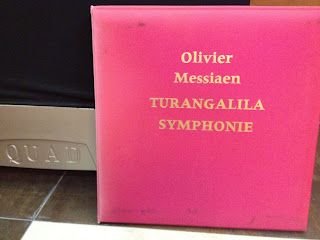 Olivier
Messiaen
TURANGALILA
SYMPHONIE
QUAD